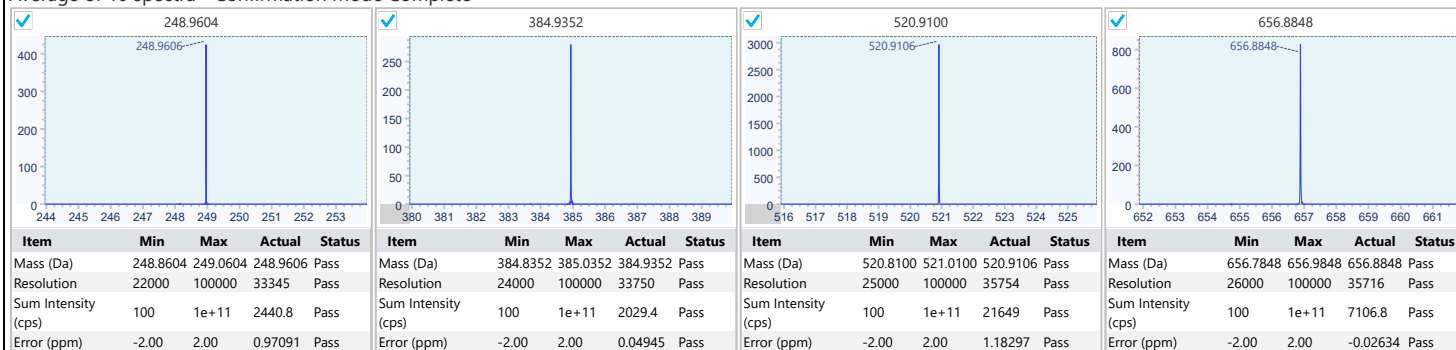 248.9604 384.9352 520.9100 656.8848
248.9606 520.9106 656.8848
400 300 200 100 0
244 245 246 247 248 249 250 251 252 253
250 200 150 100 50 0
380 381 382 383 384 385 386 387 388 389
3000 2500 2000 1500 1000 500 0
516 517 518 519 520 521 522 523 524 525
800 600 400 200 0
652 653 654 655 656 657 658 659 660 661
Item Min Max Actual Status
Mass (Da) 248.8604 249.0604 248.9606 Pass
Resolution 22000 100000 33345 Pass
Sum Intensity (cps) 100 1e+11 2440.8 Pass
Error (ppm) -2.00 2.00 0.97091 Pass
Item Min Max Actual Status
Mass (Da) 384.8352 385.0352 384.9352 Pass
Resolution 24000 100000 33750 Pass
Sum Intensity (cps) 100 1e+11 2029.4 Pass
Error (ppm) -2.00 2.00 0.04945 Pass
Item Min Max Actual Status
Mass (Da) 520.8100 521.0100 520.9106 Pass
Resolution 25000 100000 35754 Pass
Sum Intensity (cps) 100 1e+11 21649 Pass
Error (ppm) -2.00 2.00 1.18297 Pass
Item Min Max Actual Status
Mass (Da) 656.7848 656.9848 656.8848 Pass
Resolution 26000 100000 35716 Pass
Sum Intensity (cps) 100 1e+11 7106.8 Pass
Error (ppm) -2.00 2.00 -0.02634 Pass